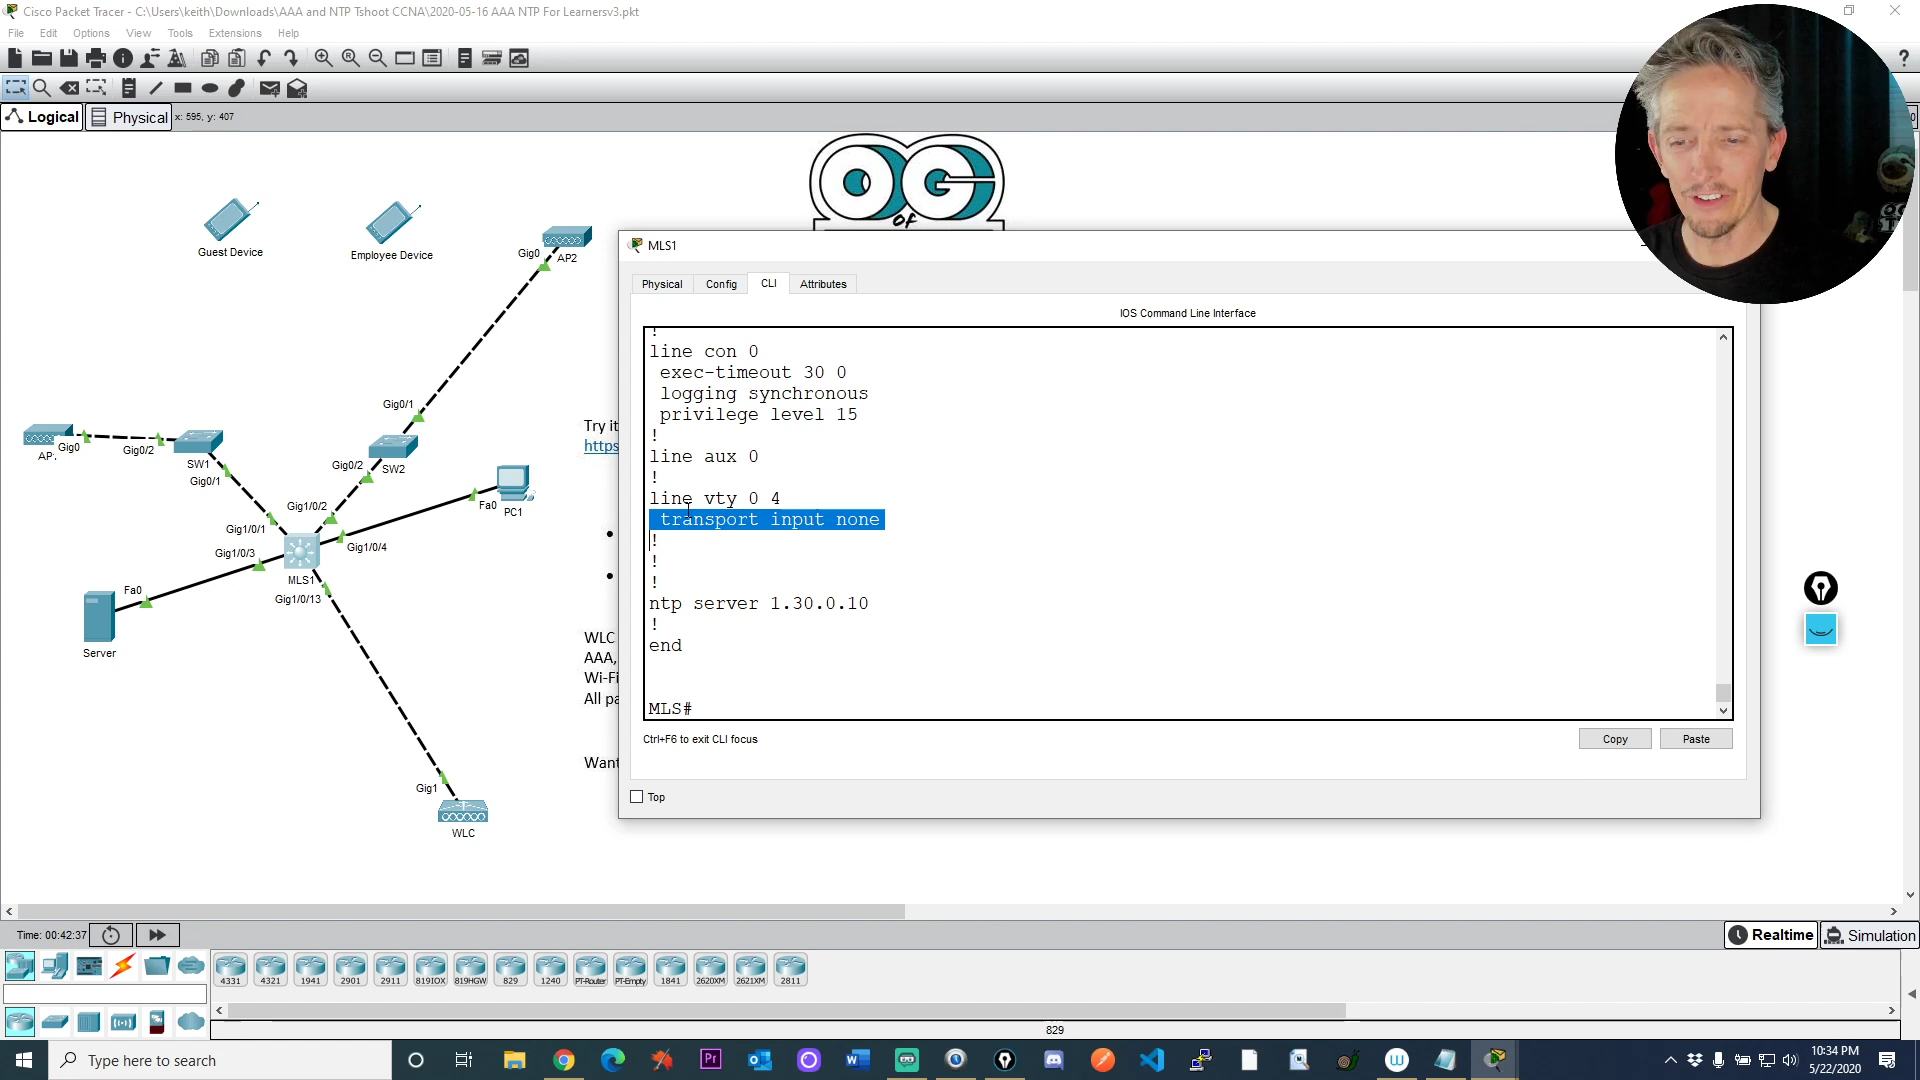 Cisco Packet Tracer - C:\Users\keith\Downloads\AAA and NTP Tshoot CCNA\2020-05-16 AAA NTP For Learnersv3.pkt
File Edit Options View Tools Extensions Help
Logical Physical x: 595, y: 407
OG
of
Guest Device
Employee Device
Gig0
AP2
Gig0/1
Gig0
AP
Gig0/2
SW1
Gig0/1
Gig0/2
SW2
Gig1/0/2
Gig1/0/1
Gig1/0/3
MLS1
Gig1/0/4
Fa0
PC1
Gig1/0/13
Fa0
Server
Gig1
WLC
Try it
https
WLC
AAA,
Wi-Fi
All pa
Want
MLS1
Physical Config CLI Attributes
IOS Command Line Interface
!
line con 0
exec-timeout 30 0
logging synchronous
privilege level 15
!
line aux 0
!
line vty 0 4
transport input none
!
!
!
ntp server 1.30.0.10
!
end
MLS#
Ctrl+F6 to exit CLI focus
Copy Paste
Top
Time: 00:42:37
Realtime Simulation
4331 4321 1941 2901 2911 819IOX 819HGW 829 1240 PT-Router PT-Empty 1841 2620XM 2621XM 2811
829
Type here to search
10:34 PM
5/22/2020